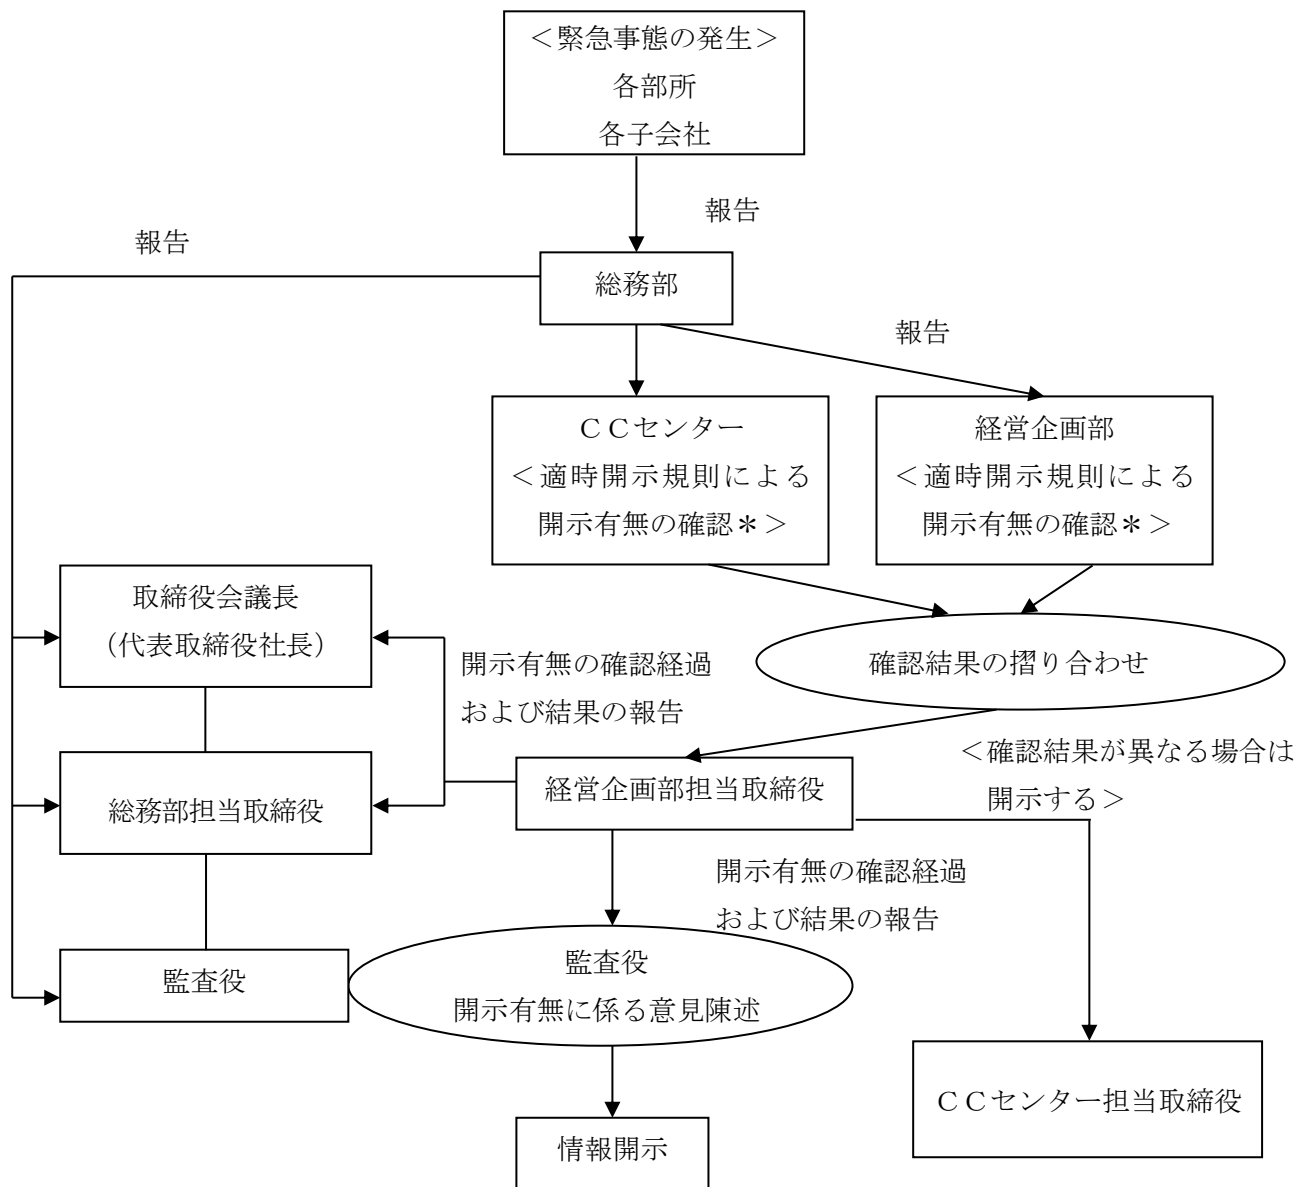 ＜緊急事態の発生＞
各部所
各子会社
報告
報告
総務部
報告
ＣＣセンター
＜適時開示規則による
開示有無の確認＊＞
経営企画部
＜適時開示規則による
開示有無の確認＊＞
取締役会議長
（代表取締役社長）
開示有無の確認経過
および結果の報告
確認結果の摺り合わせ
＜確認結果が異なる場合は
開示する＞
総務部担当取締役
経営企画部担当取締役
開示有無の確認経過
および結果の報告
監査役
監査役
開示有無に係る意見陳述
ＣＣセンター担当取締役
情報開示